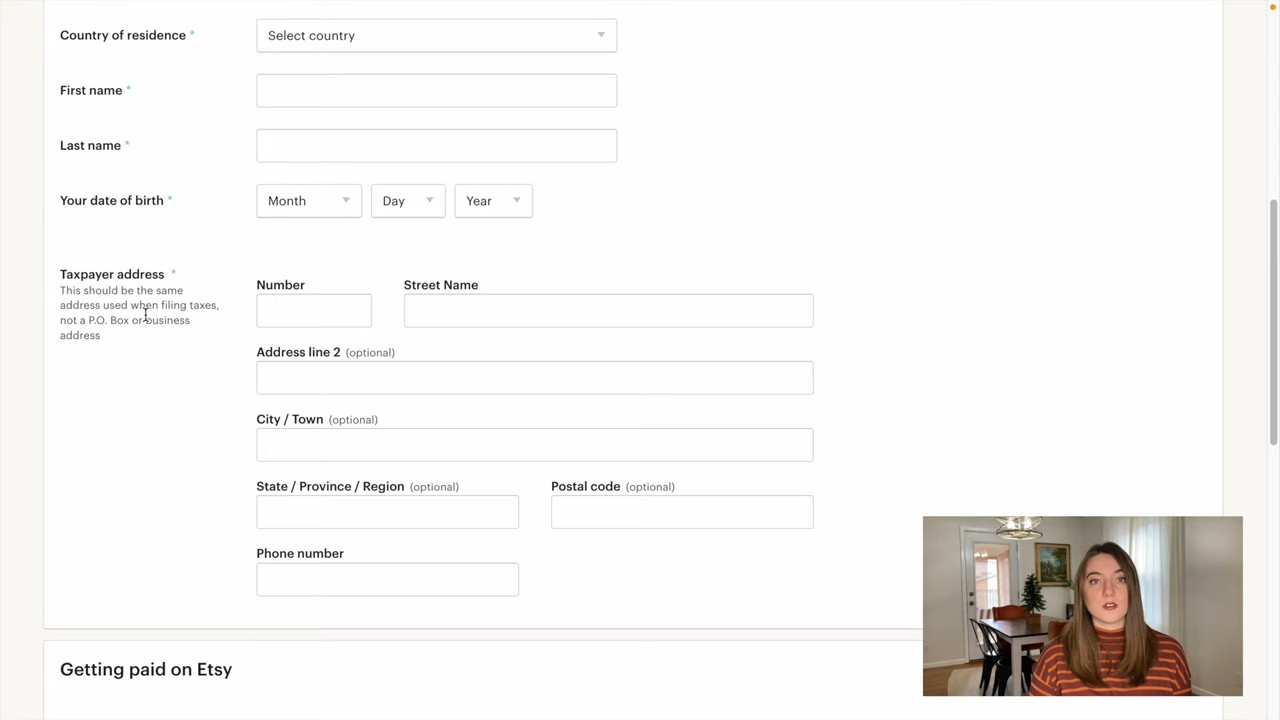 Country of residence *
Select country
First name *
Last name *
Your date of birth *
Month
Day
Year
Taxpayer address *
This should be the same
address used when filing taxes,
not a P.O. Box or business
address
Number
Street Name
Address line 2 (optional)
City / Town (optional)
State / Province / Region (optional)
Postal code (optional)
Phone number
Getting paid on Etsy